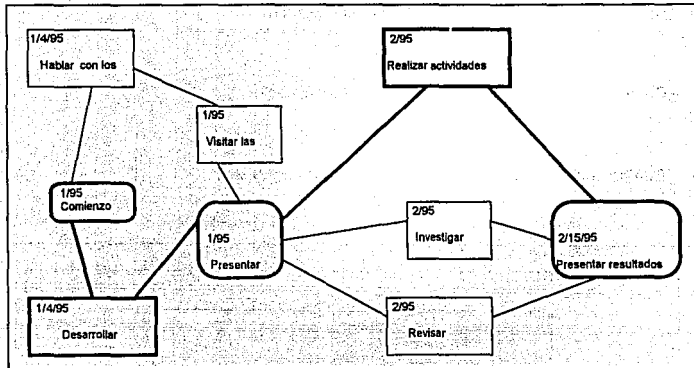 1/4/95
Hablar con los
2/95
Realizar actividades
1/95
Visitar las
1/95
Comienzo
1/95
Presentar
2/95
Investigar
2/15/95
Presentar resultados
1/4/95
Desarrollar
2/95
Revisar